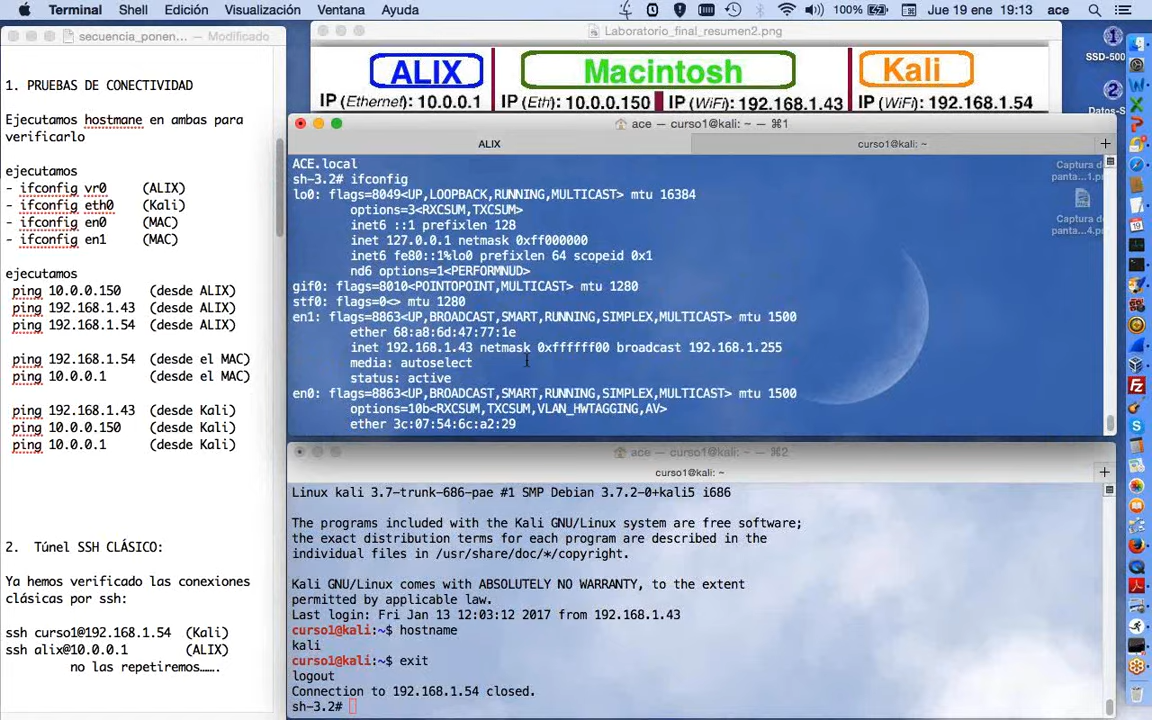 Terminal Shell Edición Visualización Ventana Ayuda 100% Jue 19 ene 19:13 ace
secuencia_ponen... — Modificado
1. PRUEBAS DE CONECTIVIDAD
Ejecutamos hostmane en ambas para
verificarlo
ejecutamos
- ifconfig vr0 (ALIX)
- ifconfig eth0 (Kali)
- ifconfig en0 (MAC)
- ifconfig en1 (MAC)
ejecutamos
ping 10.0.0.150 (desde ALIX)
ping 192.168.1.43 (desde ALIX)
ping 192.168.1.54 (desde ALIX)
ping 192.168.1.54 (desde el MAC)
ping 10.0.0.1 (desde el MAC)
ping 192.168.1.43 (desde Kali)
ping 10.0.0.150 (desde Kali)
ping 10.0.0.1 (desde Kali)
2. Túnel SSH CLÁSICO:
Ya hemos verificado las conexiones
clásicas por ssh:
ssh curso1@192.168.1.54 (Kali)
ssh alix@10.0.0.1 (ALIX)
no las repetiremos…….
Laboratorio_final_resumen2.png
ALIX Macintosh Kali
IP (Ethernet): 10.0.0.1 IP (Eth): 10.0.0.150 IP (WiFi): 192.168.1.43 IP (WiFi): 192.168.1.54
ace — curso1@kali: ~ — ⌘1
ALIX curso1@kali: ~
ACE.local
sh-3.2# ifconfig
lo0: flags=8049<UP,LOOPBACK,RUNNING,MULTICAST> mtu 16384
options=3<RXCSUM,TXCSUM>
inet6 ::1 prefixlen 128
inet 127.0.0.1 netmask 0xff000000
inet6 fe80::1%lo0 prefixlen 64 scopeid 0x1
nd6 options=1<PERFORMNUD>
gif0: flags=8010<POINTOPOINT,MULTICAST> mtu 1280
stf0: flags=0<> mtu 1280
en1: flags=8863<UP,BROADCAST,SMART,RUNNING,SIMPLEX,MULTICAST> mtu 1500
ether 68:a8:6d:47:77:1e
inet 192.168.1.43 netmask 0xffffff00 broadcast 192.168.1.255
media: autoselect
status: active
en0: flags=8863<UP,BROADCAST,SMART,RUNNING,SIMPLEX,MULTICAST> mtu 1500
options=10b<RXCSUM,TXCSUM,VLAN_HWTAGGING,AV>
ether 3c:07:54:6c:a2:29
ace — curso1@kali: ~ — ⌘2
curso1@kali: ~
Linux kali 3.7-trunk-686-pae #1 SMP Debian 3.7.2-0+kali5 i686
The programs included with the Kali GNU/Linux system are free software;
the exact distribution terms for each program are described in the
individual files in /usr/share/doc/*/copyright.
Kali GNU/Linux comes with ABSOLUTELY NO WARRANTY, to the extent
permitted by applicable law.
Last login: Fri Jan 13 12:03:12 2017 from 192.168.1.43
curso1@kali:~$ hostname
kali
curso1@kali:~$ exit
logout
Connection to 192.168.1.54 closed.
sh-3.2#
SSD-500
Datos-S
Captura de
panta...1.p
Captura de
panta...4.p